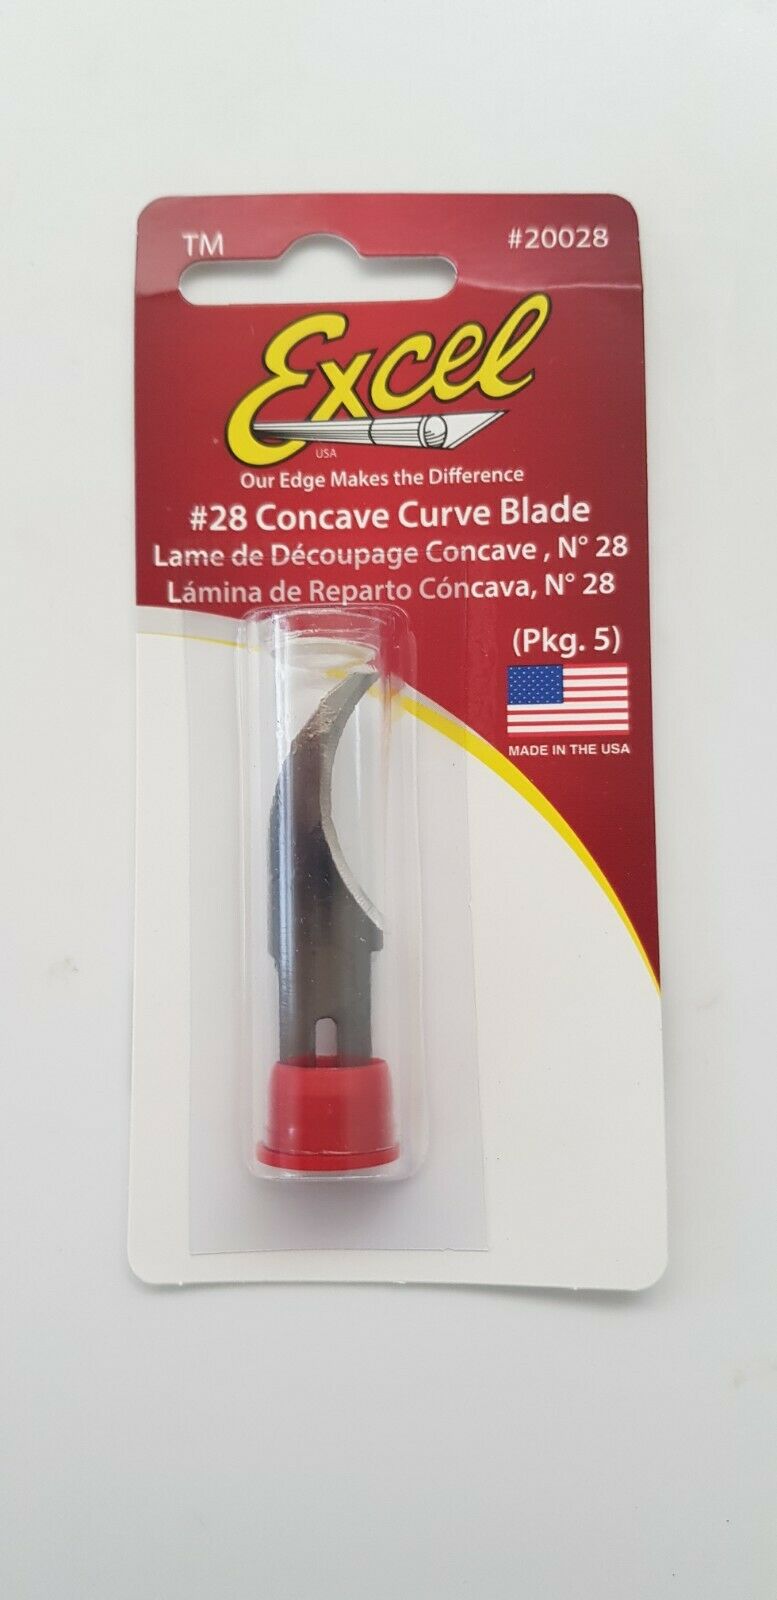 TM
#20028
Excel
USA
Our Edge Makes the Difference
#28 Concave Curve Blade
Lame de Découpage Concave , N° 28
Lámina de Reparto Cóncava, N° 28
(Pkg. 5)
MADE IN THE USA